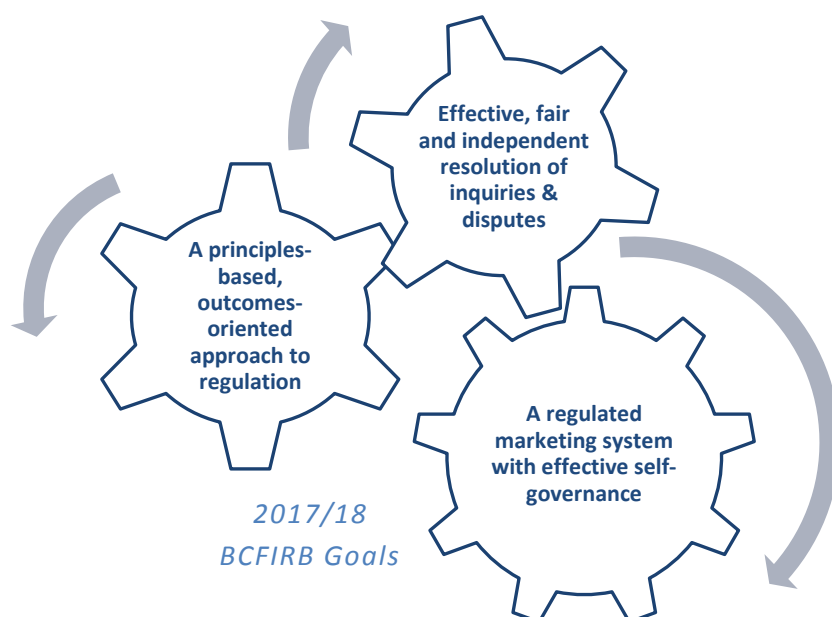 Effective, fair
and independent
resolution of
inquiries &
disputes
A principles-
based,
outcomes-
oriented
approach to
regulation
A regulated
marketing system
with effective self-
governance
2017/18
BCFIRB Goals